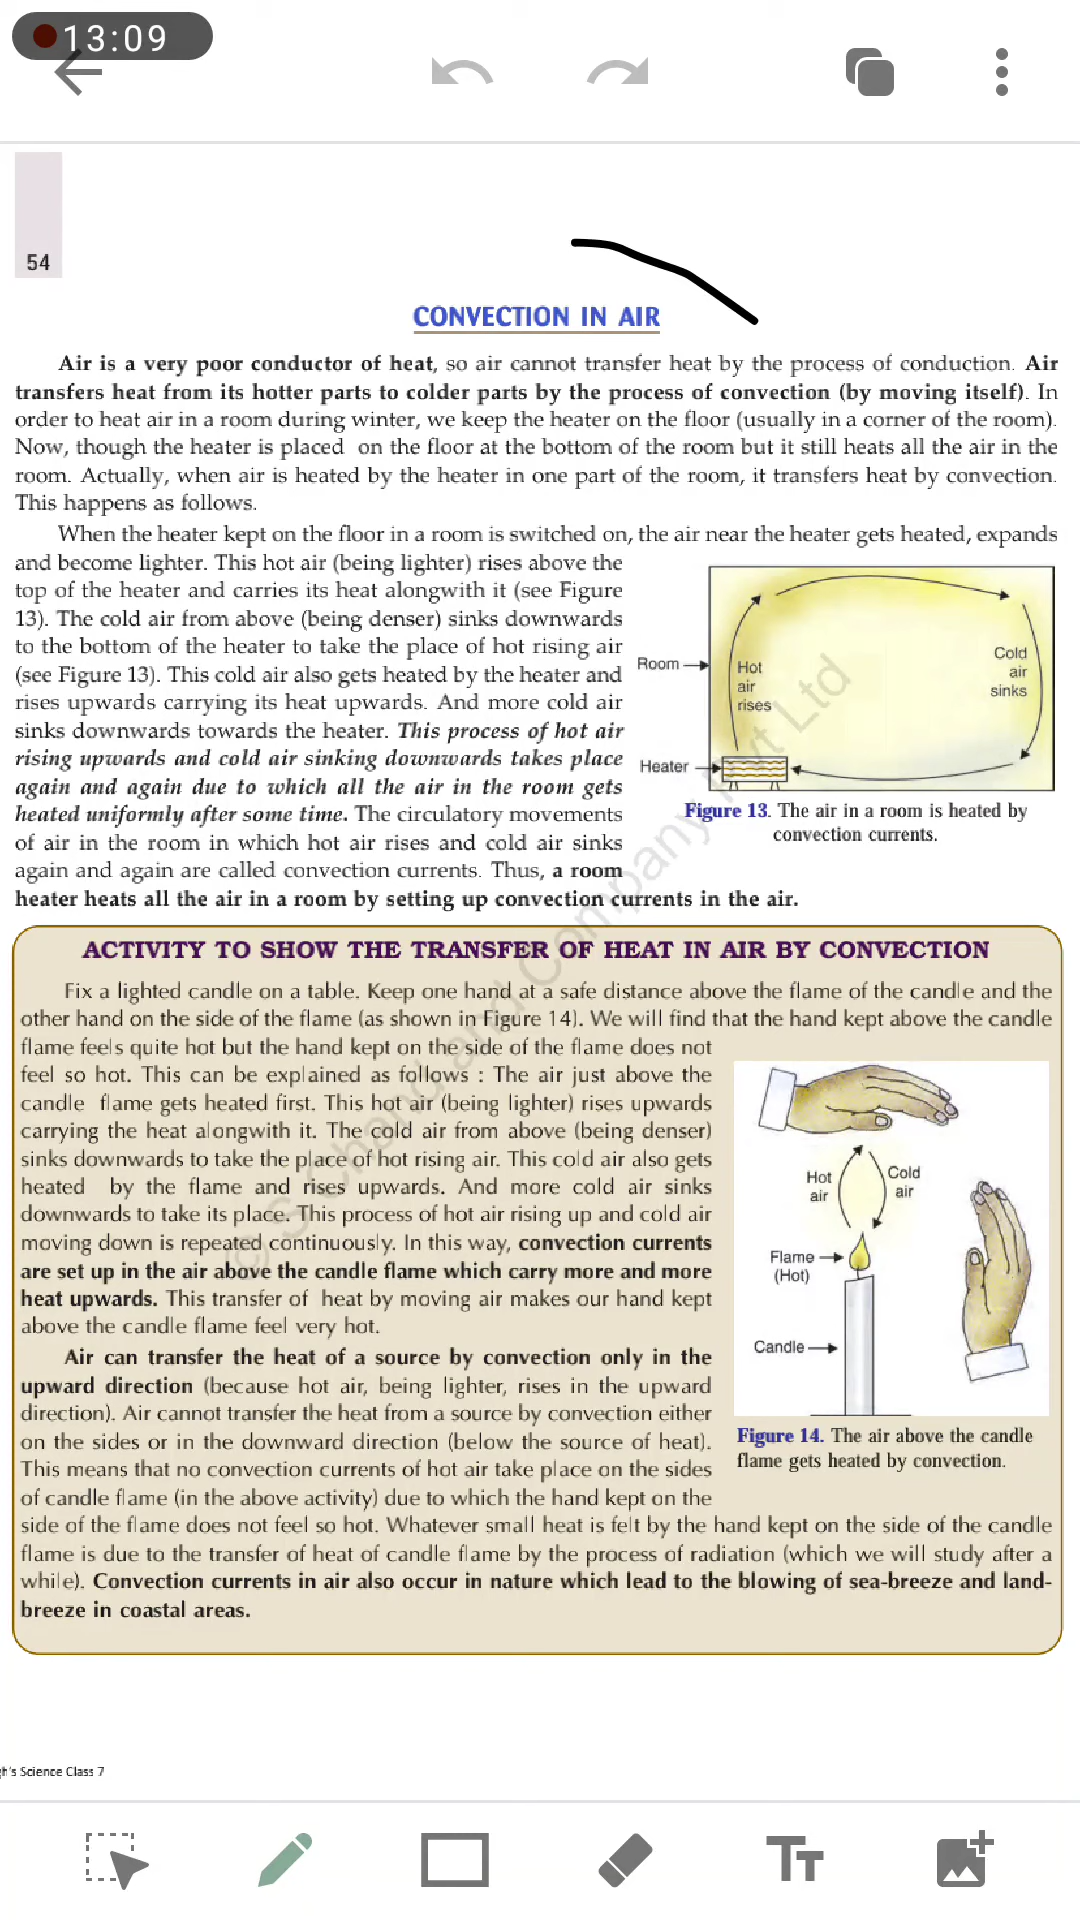 13:09
54
CONVECTION IN AIR
Air is a very poor conductor of heat, so air cannot transfer heat by the process of conduction. Air
transfers heat from its hotter parts to colder parts by the process of convection (by moving itself). In
order to heat air in a room during winter, we keep the heater on the floor (usually in a corner of the room).
Now, though the heater is placed on the floor at the bottom of the room but it still heats all the air in the
room. Actually, when air is heated by the heater in one part of the room, it transfers heat by convection.
This happens as follows.
When the heater kept on the floor in a room is switched on, the air near the heater gets heated, expands
and become lighter. This hot air (being lighter) rises above the
top of the heater and carries its heat alongwith it (see Figure
13). The cold air from above (being denser) sinks downwards
to the bottom of the heater to take the place of hot rising air
(see Figure 13). This cold air also gets heated by the heater and
rises upwards carrying its heat upwards. And more cold air
sinks downwards towards the heater. This process of hot air
rising upwards and cold air sinking downwards takes place
again and again due to which all the air in the room gets
heated uniformly after some time. The circulatory movements
of air in the room in which hot air rises and cold air sinks
again and again are called convection currents. Thus, a room
heater heats all the air in a room by setting up convection currents in the air.
Room
Hot
air
rises
Cold
air
sinks
Heater
Figure 13. The air in a room is heated by
convection currents.
© S Chand And Company Pvt Ltd
ACTIVITY TO SHOW THE TRANSFER OF HEAT IN AIR BY CONVECTION
Fix a lighted candle on a table. Keep one hand at a safe distance above the flame of the candle and the
other hand on the side of the flame (as shown in Figure 14). We will find that the hand kept above the candle
flame feels quite hot but the hand kept on the side of the flame does not
feel so hot. This can be explained as follows : The air just above the
candle flame gets heated first. This hot air (being lighter) rises upwards
carrying the heat alongwith it. The cold air from above (being denser)
sinks downwards to take the place of hot rising air. This cold air also gets
heated by the flame and rises upwards. And more cold air sinks
downwards to take its place. This process of hot air rising up and cold air
moving down is repeated continuously. In this way, convection currents
are set up in the air above the candle flame which carry more and more
heat upwards. This transfer of heat by moving air makes our hand kept
above the candle flame feel very hot.
Air can transfer the heat of a source by convection only in the
upward direction (because hot air, being lighter, rises in the upward
direction). Air cannot transfer the heat from a source by convection either
on the sides or in the downward direction (below the source of heat).
This means that no convection currents of hot air take place on the sides
of candle flame (in the above activity) due to which the hand kept on the
side of the flame does not feel so hot. Whatever small heat is felt by the hand kept on the side of the candle
flame is due to the transfer of heat of candle flame by the process of radiation (which we will study after a
while). Convection currents in air also occur in nature which lead to the blowing of sea-breeze and land-
breeze in coastal areas.
Hot
air
Cold
air
Flame
(Hot)
Candle
Figure 14. The air above the candle
flame gets heated by convection.
gh's Science Class 7
TT